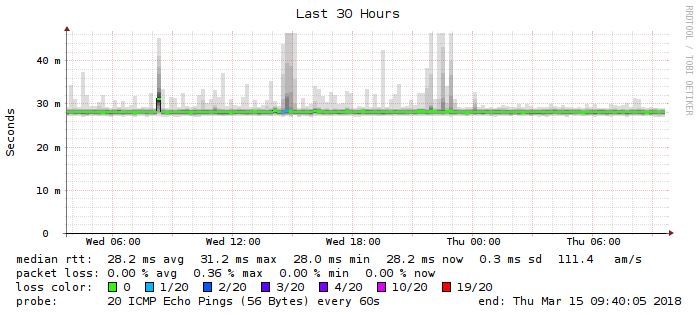 Last 30 Hours
RRDTOOL / TOBI OETIKER
Seconds
40 m
30 m
20 m
10 m
0
Wed 06:00 Wed 12:00 Wed 18:00 Thu 00:00 Thu 06:00
median rtt: 28.2 ms avg 31.2 ms max 28.0 ms min 28.2 ms now 0.3 ms sd 111.4 am/s
packet loss: 0.00 % avg 0.36 % max 0.00 % min 0.00 % now
loss color: 0 1/20 2/20 3/20 4/20 10/20 19/20
probe: 20 ICMP Echo Pings (56 Bytes) every 60s end: Thu Mar 15 09:40:05 2018